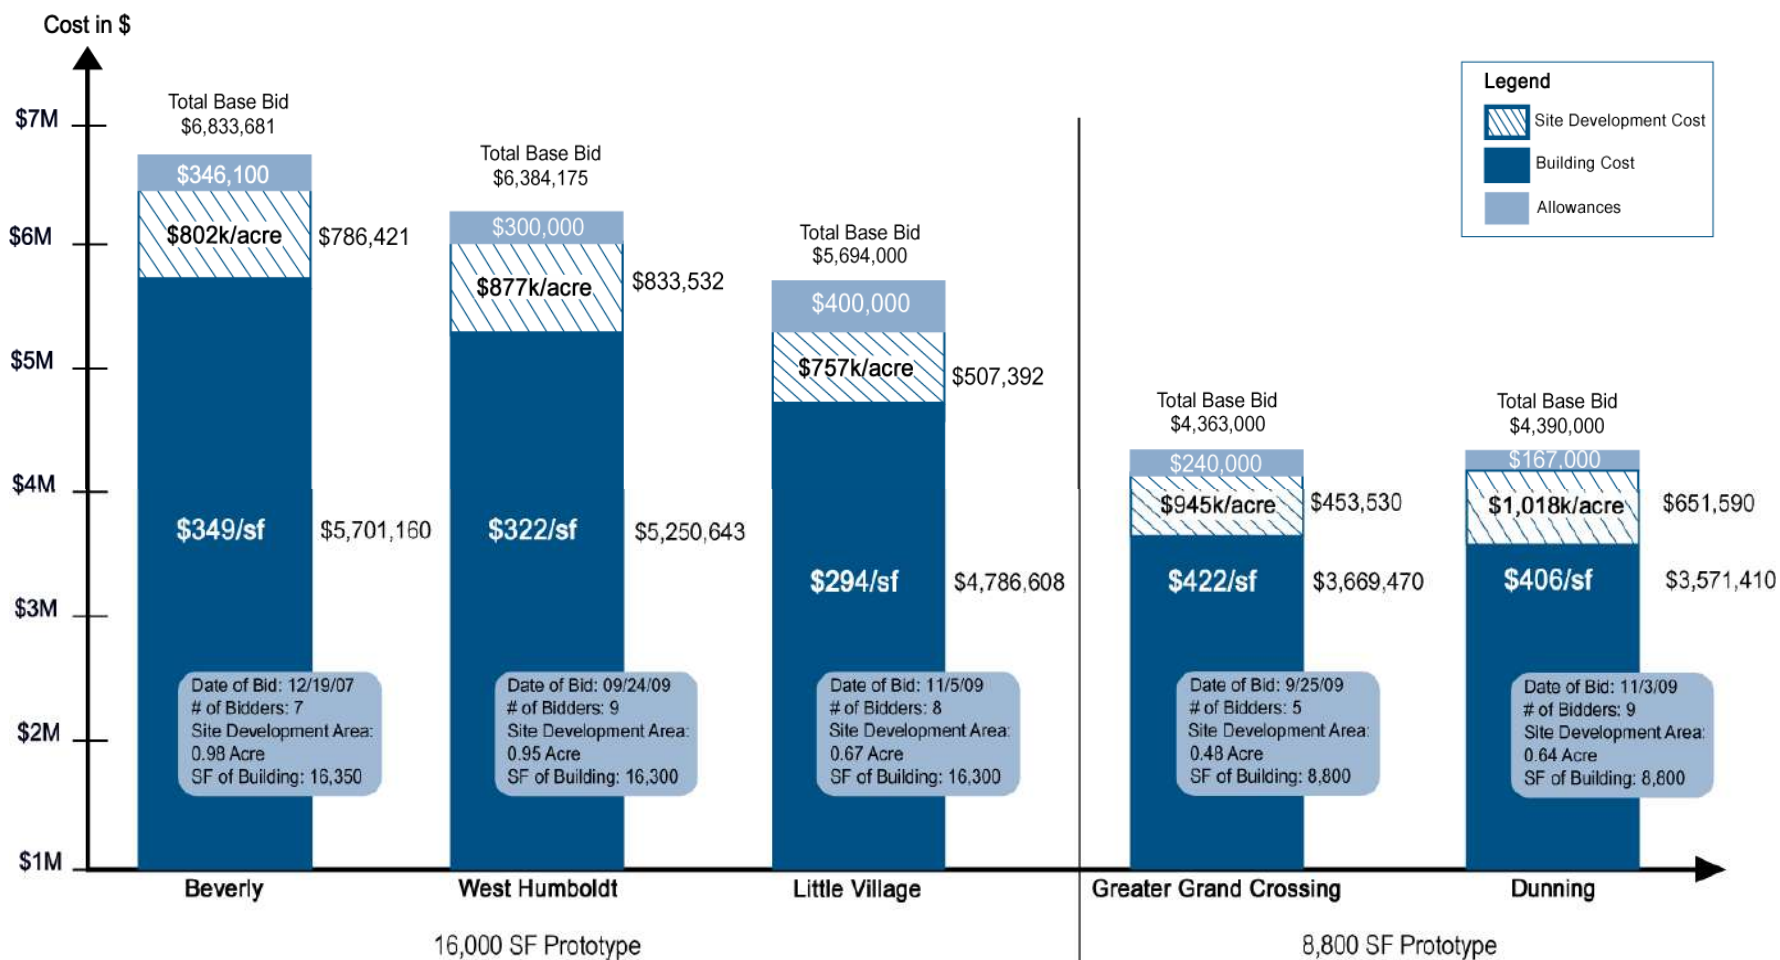 Cost in $
$7M
$6M
$5M
$4M
$3M
$2M
$1M
Legend
Site Development Cost
Building Cost
Allowances
Total Base Bid
$6,833,681
$346,100
$802k/acre
$786,421
$349/sf
$5,701,160
Date of Bid: 12/19/07
# of Bidders: 7
Site Development Area:
0.98 Acre
SF of Building: 16,350
Beverly
Total Base Bid
$6,384,175
$300,000
$877k/acre
$833,532
$322/sf
$5,250,643
Date of Bid: 09/24/09
# of Bidders: 9
Site Development Area:
0.95 Acre
SF of Building: 16,300
West Humboldt
Total Base Bid
$5,694,000
$400,000
$757k/acre
$507,392
$294/sf
$4,786,608
Date of Bid: 11/5/09
# of Bidders: 8
Site Development Area:
0.67 Acre
SF of Building: 16,300
Little Village
16,000 SF Prototype
Total Base Bid
$4,363,000
$240,000
$945k/acre
$453,530
$422/sf
$3,669,470
Date of Bid: 9/25/09
# of Bidders: 5
Site Development Area:
0.48 Acre
SF of Building: 8,800
Greater Grand Crossing
Total Base Bid
$4,390,000
$167,000
$1,018k/acre
$651,590
$406/sf
$3,571,410
Date of Bid: 11/3/09
# of Bidders: 9
Site Development Area:
0.64 Acre
SF of Building: 8,800
Dunning
8,800 SF Prototype